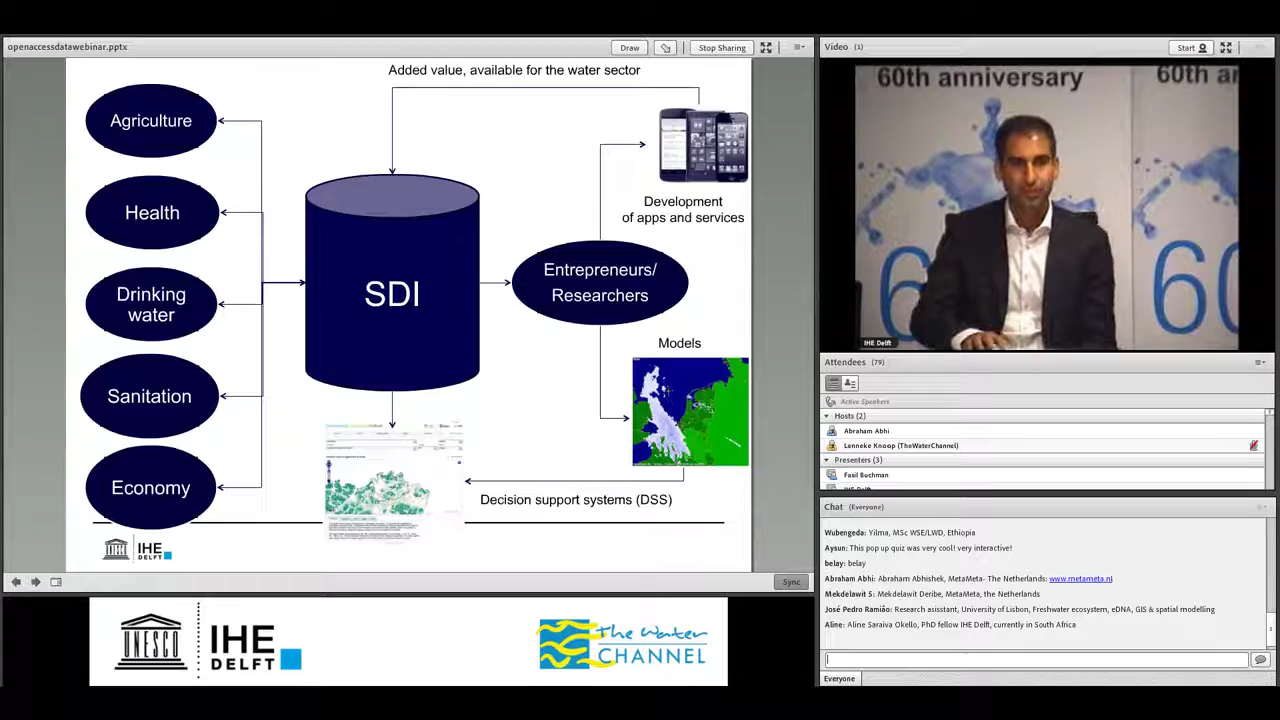 openaccessdatawebinar.pptx
Draw
Stop Sharing
Added value, available for the water sector
Agriculture
Health
Drinking
water
Sanitation
Economy
SDI
Entrepreneurs/
Researchers
Development
of apps and services
Models
Decision support systems (DSS)
IHE
DELFT
Sync
UNESCO
IHE
DELFT
The Water
CHANNEL
Video (1)
Start
60th anniversary
60th an
60
60
IHE Delft
Attendees (79)
Active Speakers
Hosts (2)
Abraham Abhi
Lenneke Knoop (TheWaterChannel)
Presenters (3)
Fasil Buchman
IHE Delft
Chat (Everyone)
Wubengeda: Yilma, MSc WSE/LWD, Ethiopia
Aysun: This pop up quiz was very cool! very interactive!
belay: belay
Abraham Abhi: Abraham Abhishek, MetaMeta- The Netherlands: www.metameta.nl
Mekdelawit S: Mekdelawit Deribe, MetaMeta, the Netherlands
José Pedro Ramião: Research asisstant, University of Lisbon, Freshwater ecosystem, eDNA, GIS & spatial modelling
Aline: Aline Saraiva Okello, PhD fellow IHE Delft, currently in South Africa
Everyone